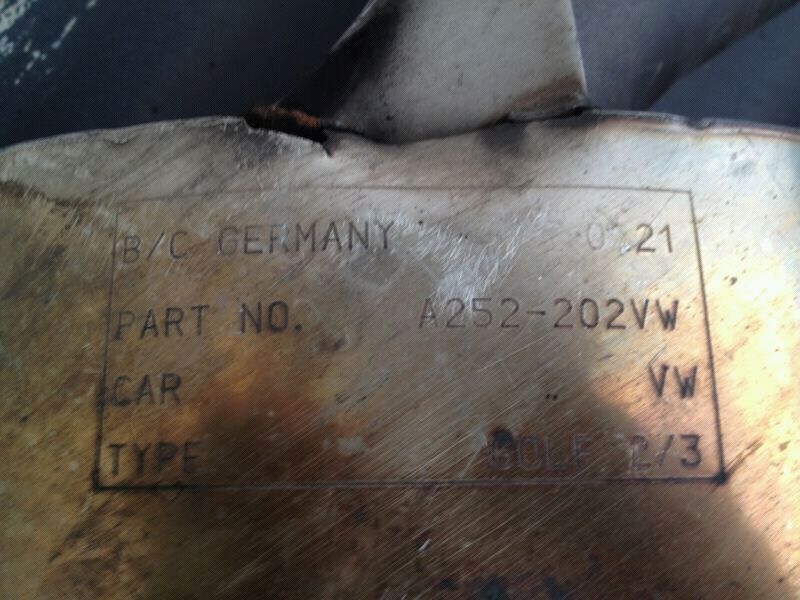 B/C GERMANY
PART NO. A252-202VW
CAR VW
TYPE GOLF 2/3